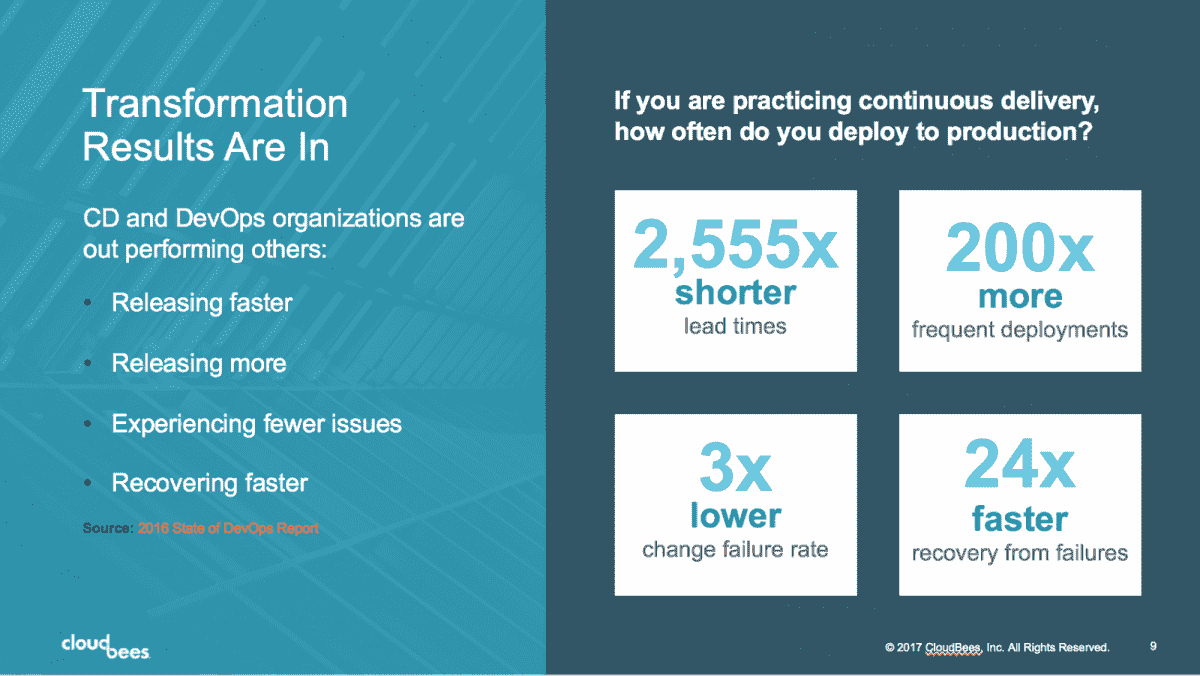 Transformation
Results Are In
CD and DevOps organizations are
out performing others:
• Releasing faster
• Releasing more
• Experiencing fewer issues
• Recovering faster
Source: 2016 State of DevOps Report
cloudbees
If you are practicing continuous delivery,
how often do you deploy to production?
2,555x
shorter
lead times
200x
more
frequent deployments
3x
lower
change failure rate
24x
faster
recovery from failures
© 2017 CloudBees, Inc. All Rights Reserved.
9